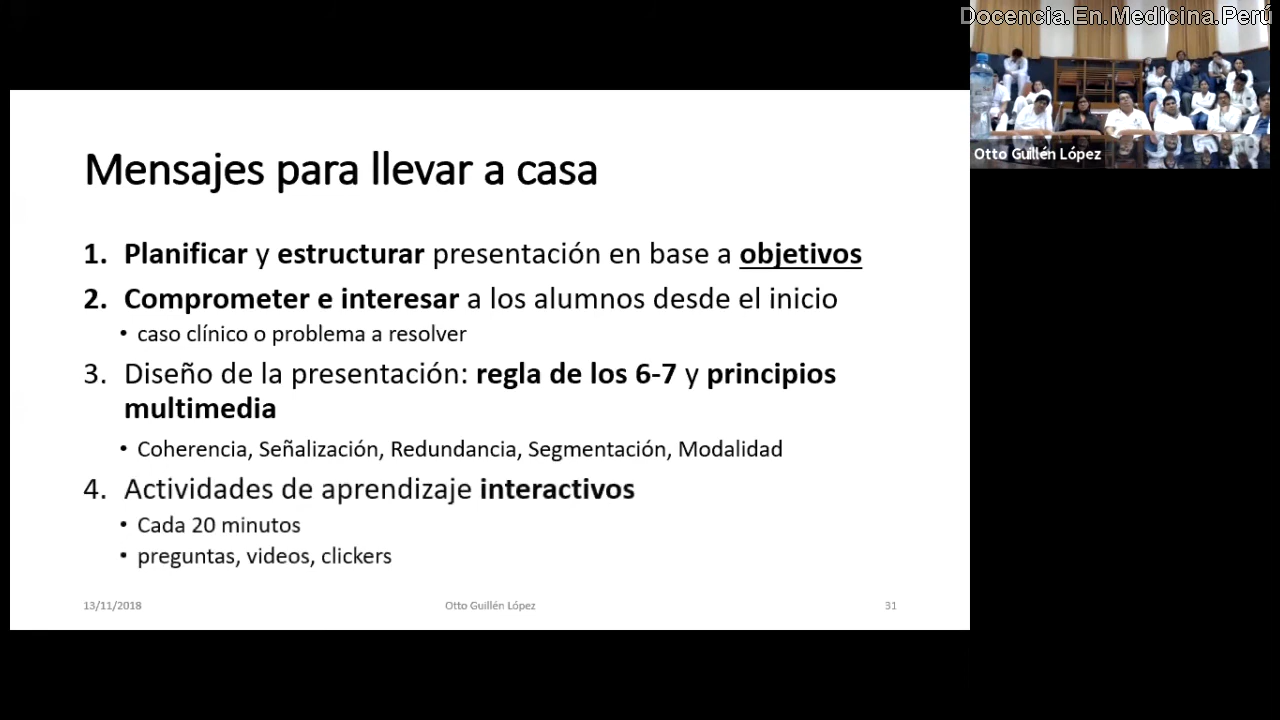 Docencia.En.Medicina.Perú
Otto Guillén López
Mensajes para llevar a casa
1. Planificar y estructurar presentación en base a objetivos
2. Comprometer e interesar a los alumnos desde el inicio
• caso clínico o problema a resolver
3. Diseño de la presentación: regla de los 6-7 y principios
multimedia
• Coherencia, Señalización, Redundancia, Segmentación, Modalidad
4. Actividades de aprendizaje interactivos
• Cada 20 minutos
• preguntas, videos, clickers
13/11/2018
Otto Guillén López
31